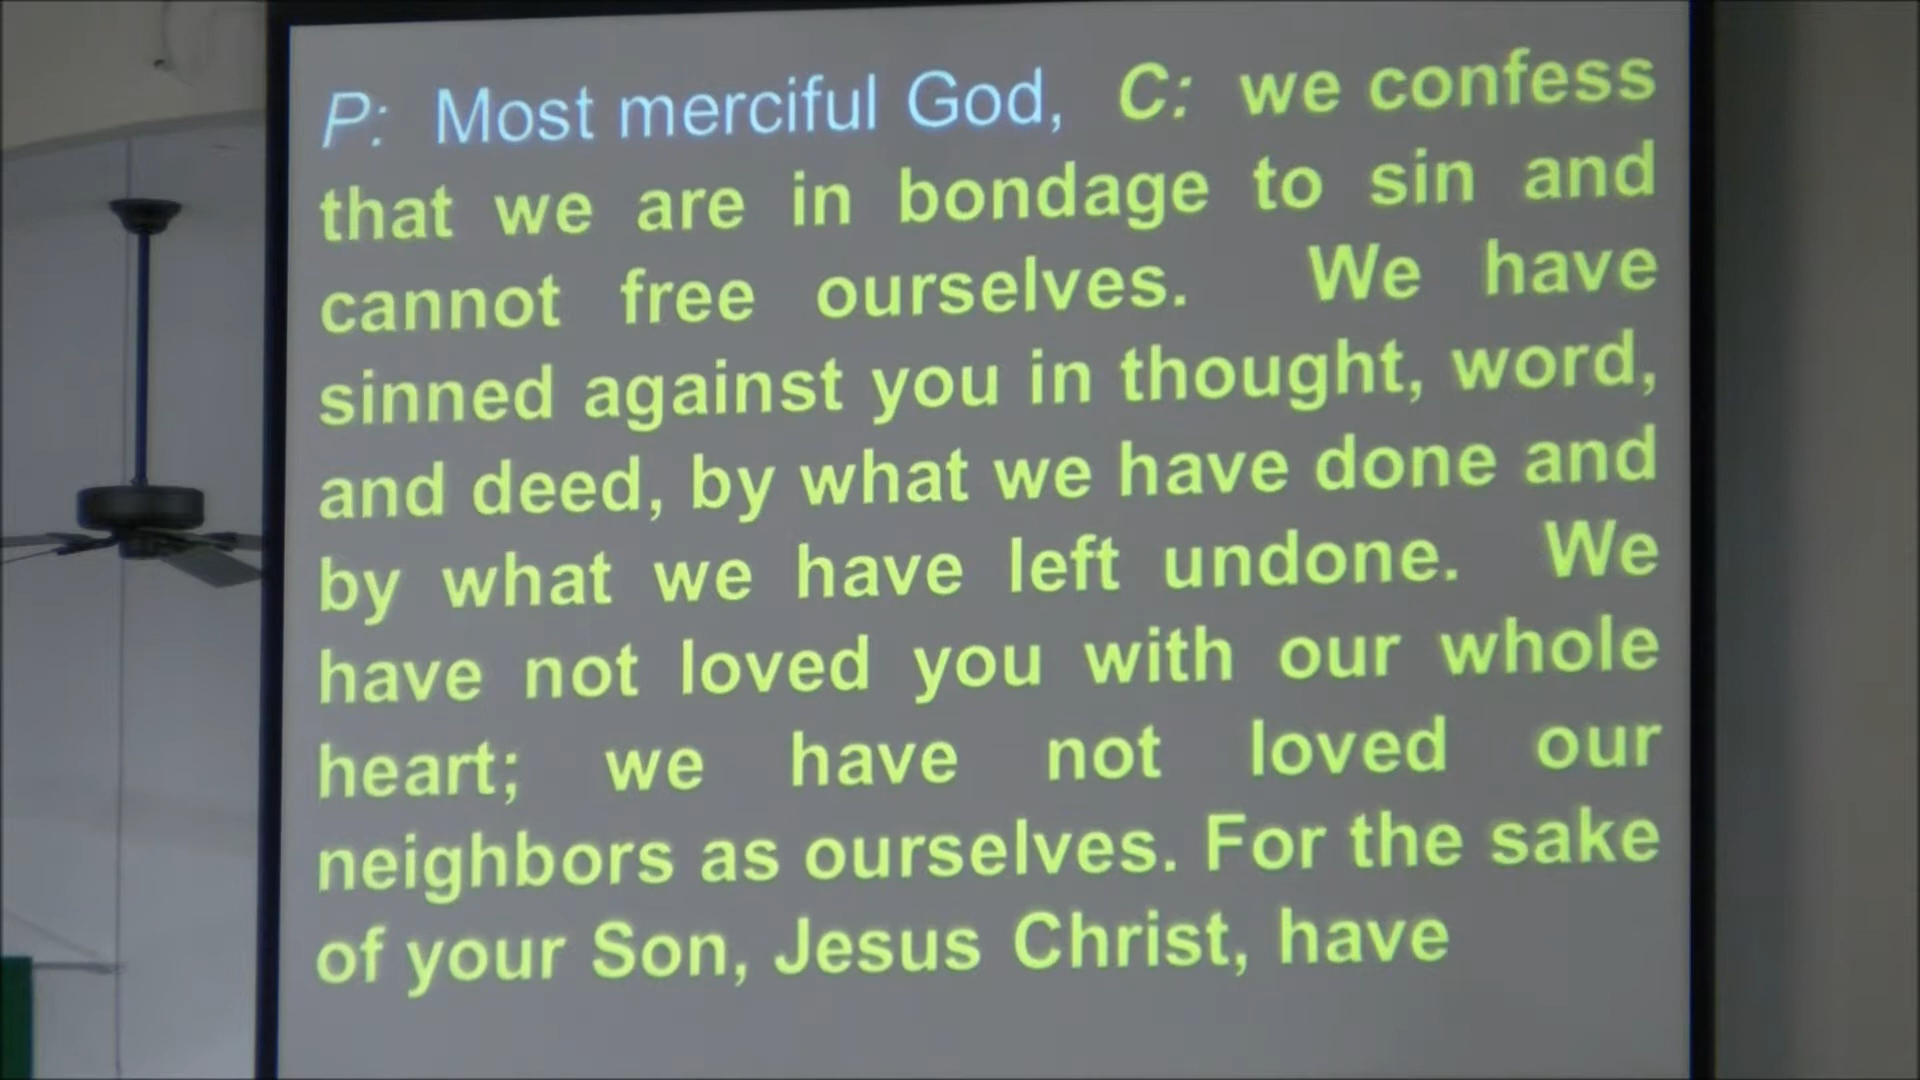 P: Most merciful God, C: we confess
that we are in bondage to sin and
cannot free ourselves. We have
sinned against you in thought, word,
and deed, by what we have done and
by what we have left undone. We
have not loved you with our whole
heart; we have not loved our
neighbors as ourselves. For the sake
of your Son, Jesus Christ, have